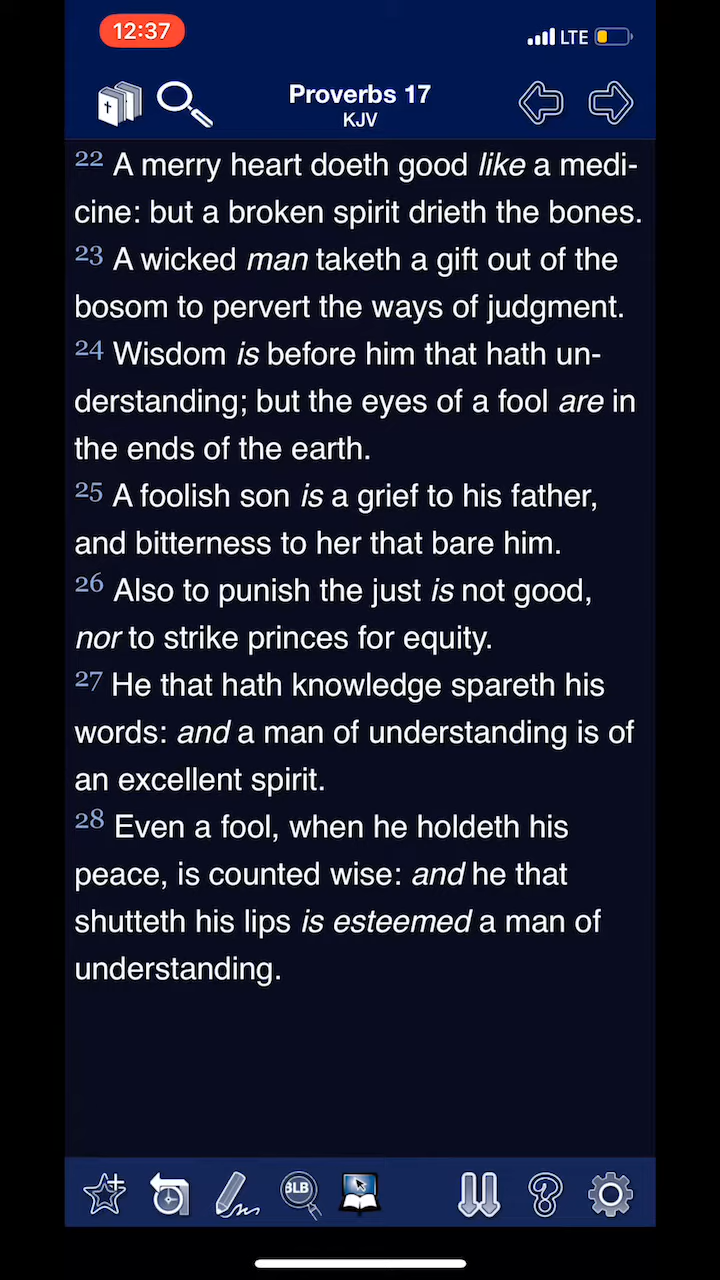 12:37
LTE
Proverbs 17
KJV
22 A merry heart doeth good like a medi-
cine: but a broken spirit drieth the bones.
23 A wicked man taketh a gift out of the
bosom to pervert the ways of judgment.
24 Wisdom is before him that hath un-
derstanding; but the eyes of a fool are in
the ends of the earth.
25 A foolish son is a grief to his father,
and bitterness to her that bare him.
26 Also to punish the just is not good,
nor to strike princes for equity.
27 He that hath knowledge spareth his
words: and a man of understanding is of
an excellent spirit.
28 Even a fool, when he holdeth his
peace, is counted wise: and he that
shutteth his lips is esteemed a man of
understanding.
BLB